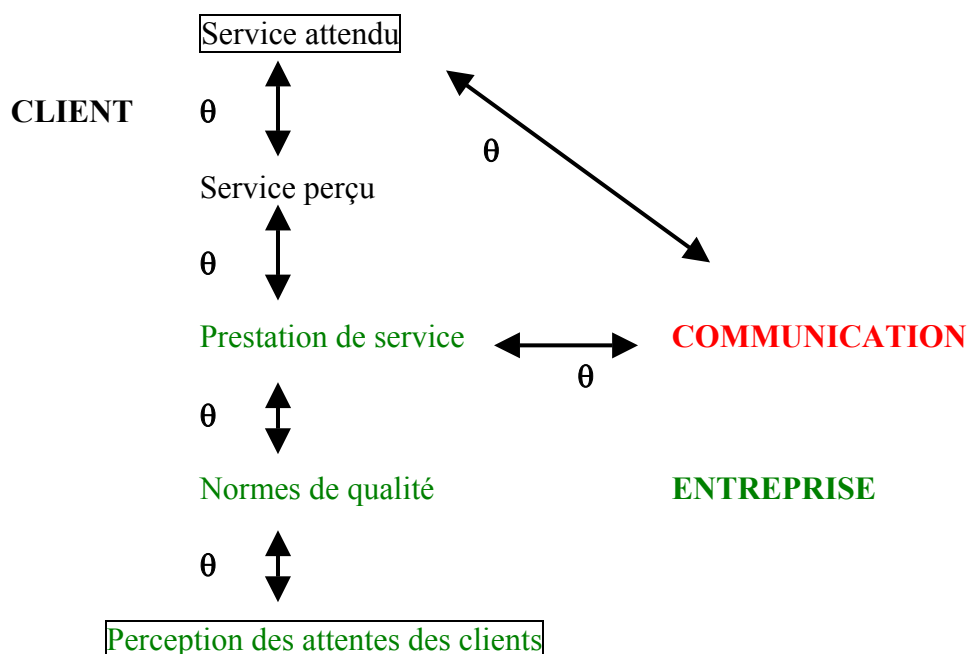 Service attendu
CLIENT θ
θ
Service perçu
θ
Prestation de service COMMUNICATION
θ
θ
Normes de qualité ENTREPRISE
θ
Perception des attentes des clients